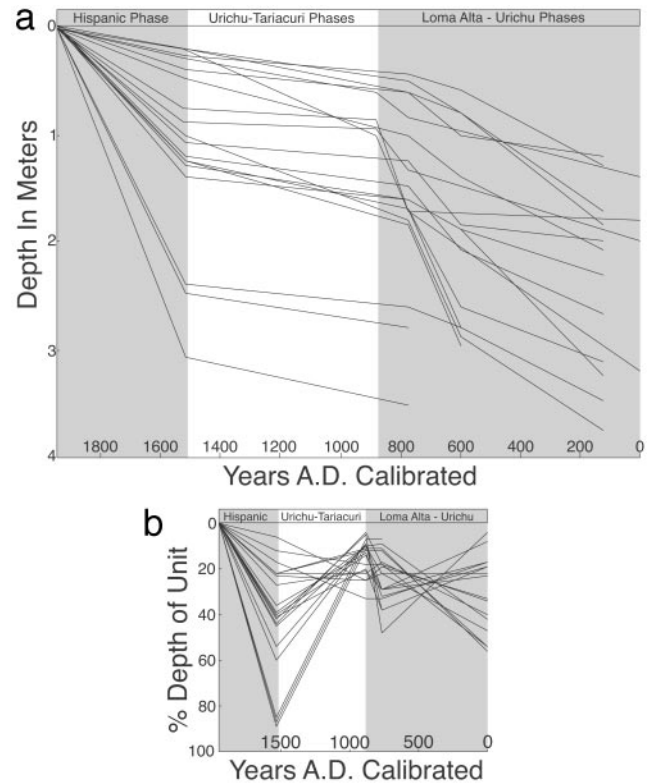 a
Hispanic Phase Urichu-Tariacuri Phases Loma Alta - Urichu Phases
Depth In Meters
0
1
2
3
4
1800 1600 1400 1200 1000 800 600 400 200 0
Years A.D. Calibrated
b
Hispanic Urichu-Tariacuri Loma Alta - Urichu
% Depth of Unit
0
20
40
60
80
100
1500 1000 500 0
Years A.D. Calibrated